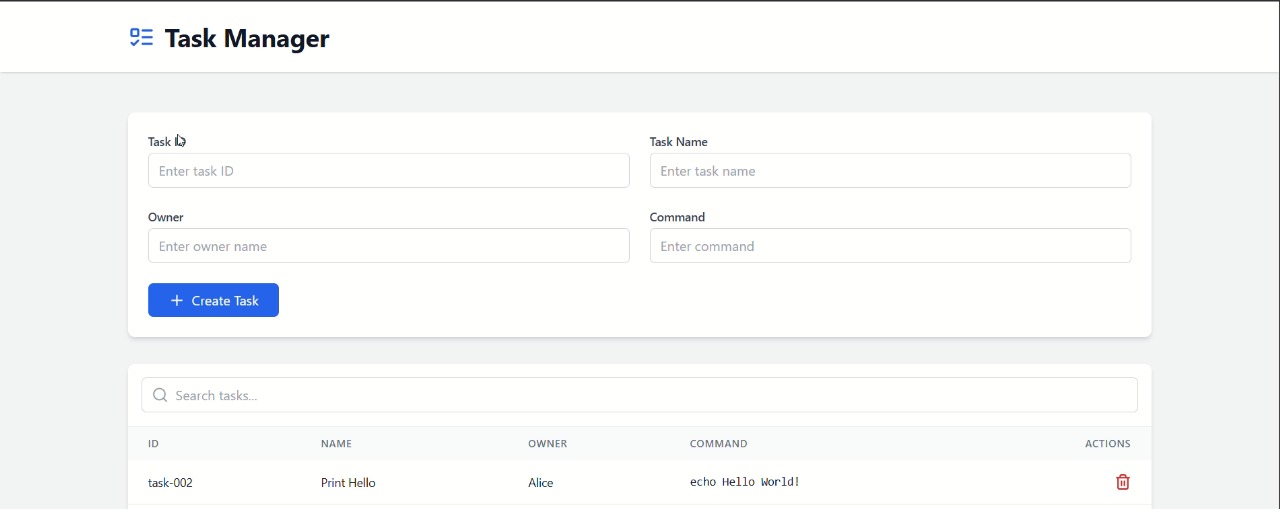 Task Manager
Task ID Task Name
Enter task ID Enter task name
Owner Command
Enter owner name Enter command
Create Task
Search tasks...
ID NAME OWNER COMMAND ACTIONS
task-002 Print Hello Alice echo Hello World!